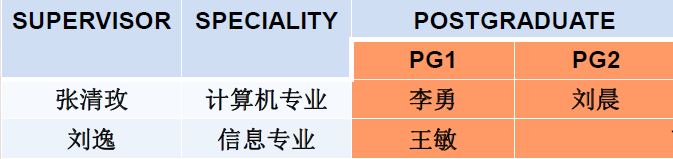 SUPERVISOR SPECIALITY POSTGRADUATE
PG1 PG2
张清玫 计算机专业 李勇 刘晨
刘逸 信息专业 王敏